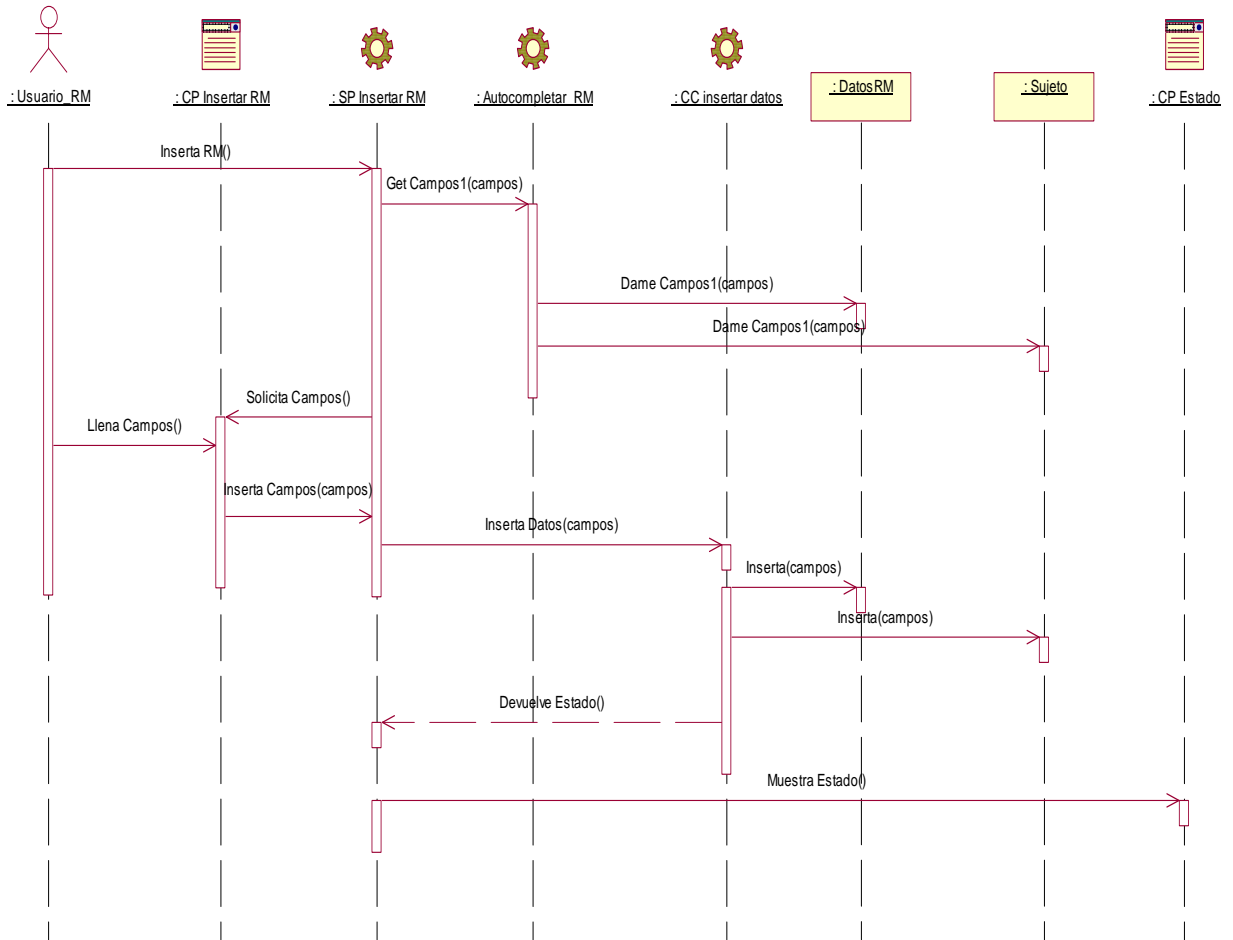 : Usuario_RM
: CP Insertar RM
: SP Insertar RM
: Autocompletar_RM
: CC insertar datos
: DatosRM
: Sujeto
: CP Estado
Inserta RM()
Get Campos1(campos)
Dame Campos1(campos)
Dame Campos1(campos)
Solicita Campos()
Llena Campos()
Inserta Campos(campos)
Inserta Datos(campos)
Inserta(campos)
Inserta(campos)
Devuelve Estado()
Muestra Estado()